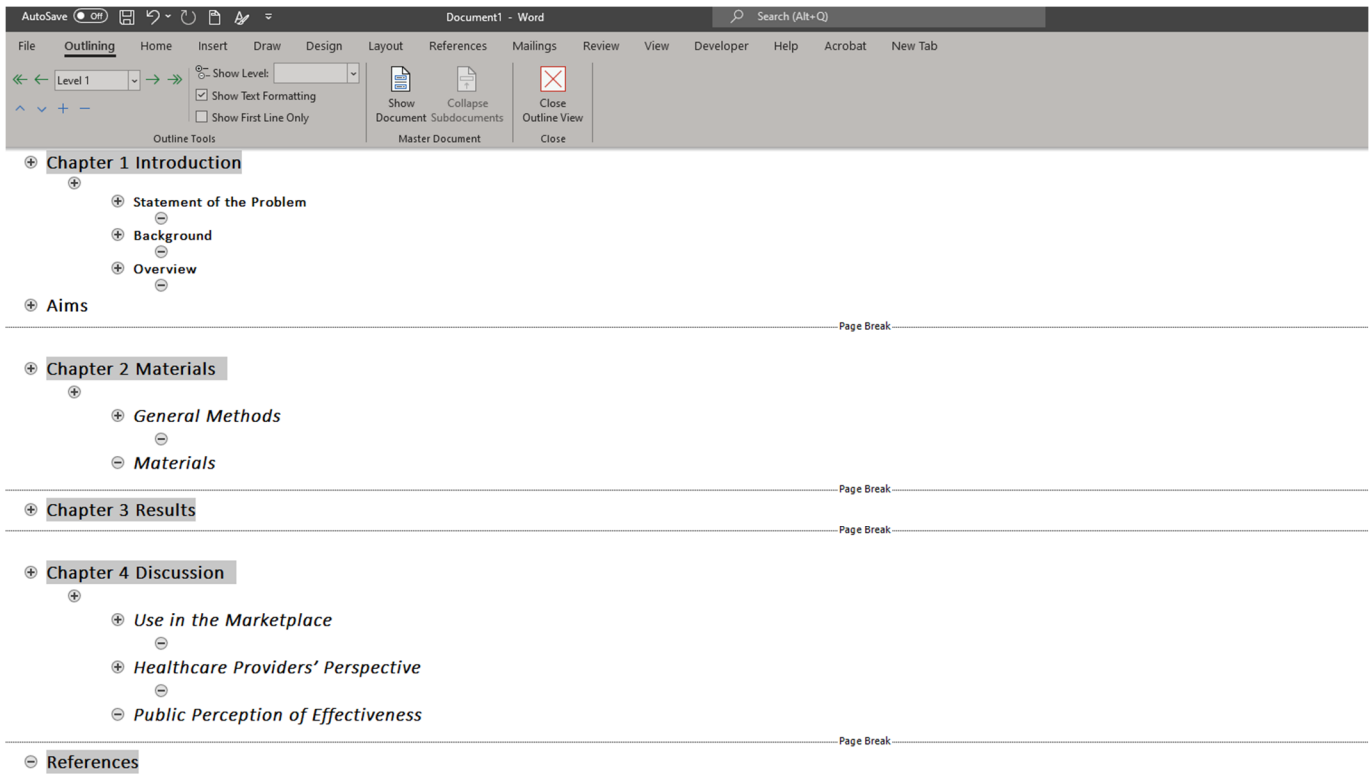 AutoSave Off Document1 - Word Search (Alt+Q)
File Outlining Home Insert Draw Design Layout References Mailings Review View Developer Help Acrobat New Tab
Level 1
Show Level:
Show Text Formatting
Show First Line Only
Outline Tools
Show Document
Collapse Subdocuments
Master Document
Close Outline View
Close
Chapter 1 Introduction
Statement of the Problem
Background
Overview
Aims
Page Break
Chapter 2 Materials
General Methods
Materials
Page Break
Chapter 3 Results
Page Break
Chapter 4 Discussion
Use in the Marketplace
Healthcare Providers’ Perspective
Public Perception of Effectiveness
Page Break
References